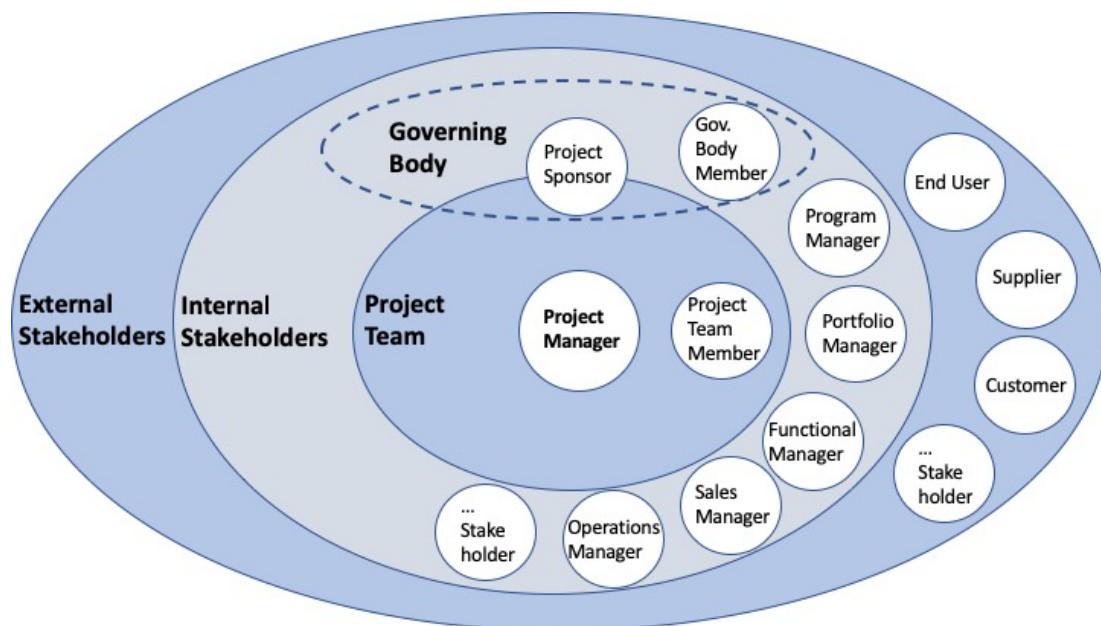 Governing
Body
Project
Sponsor
Gov.
Body
Member
End User
Program
Manager
External
Stakeholders
Internal
Stakeholders
Project
Team
Project
Manager
Project
Team
Member
Portfolio
Manager
Supplier
Customer
Functional
Manager
...
Stake
holder
Sales
Manager
Operations
Manager
...
Stake
holder